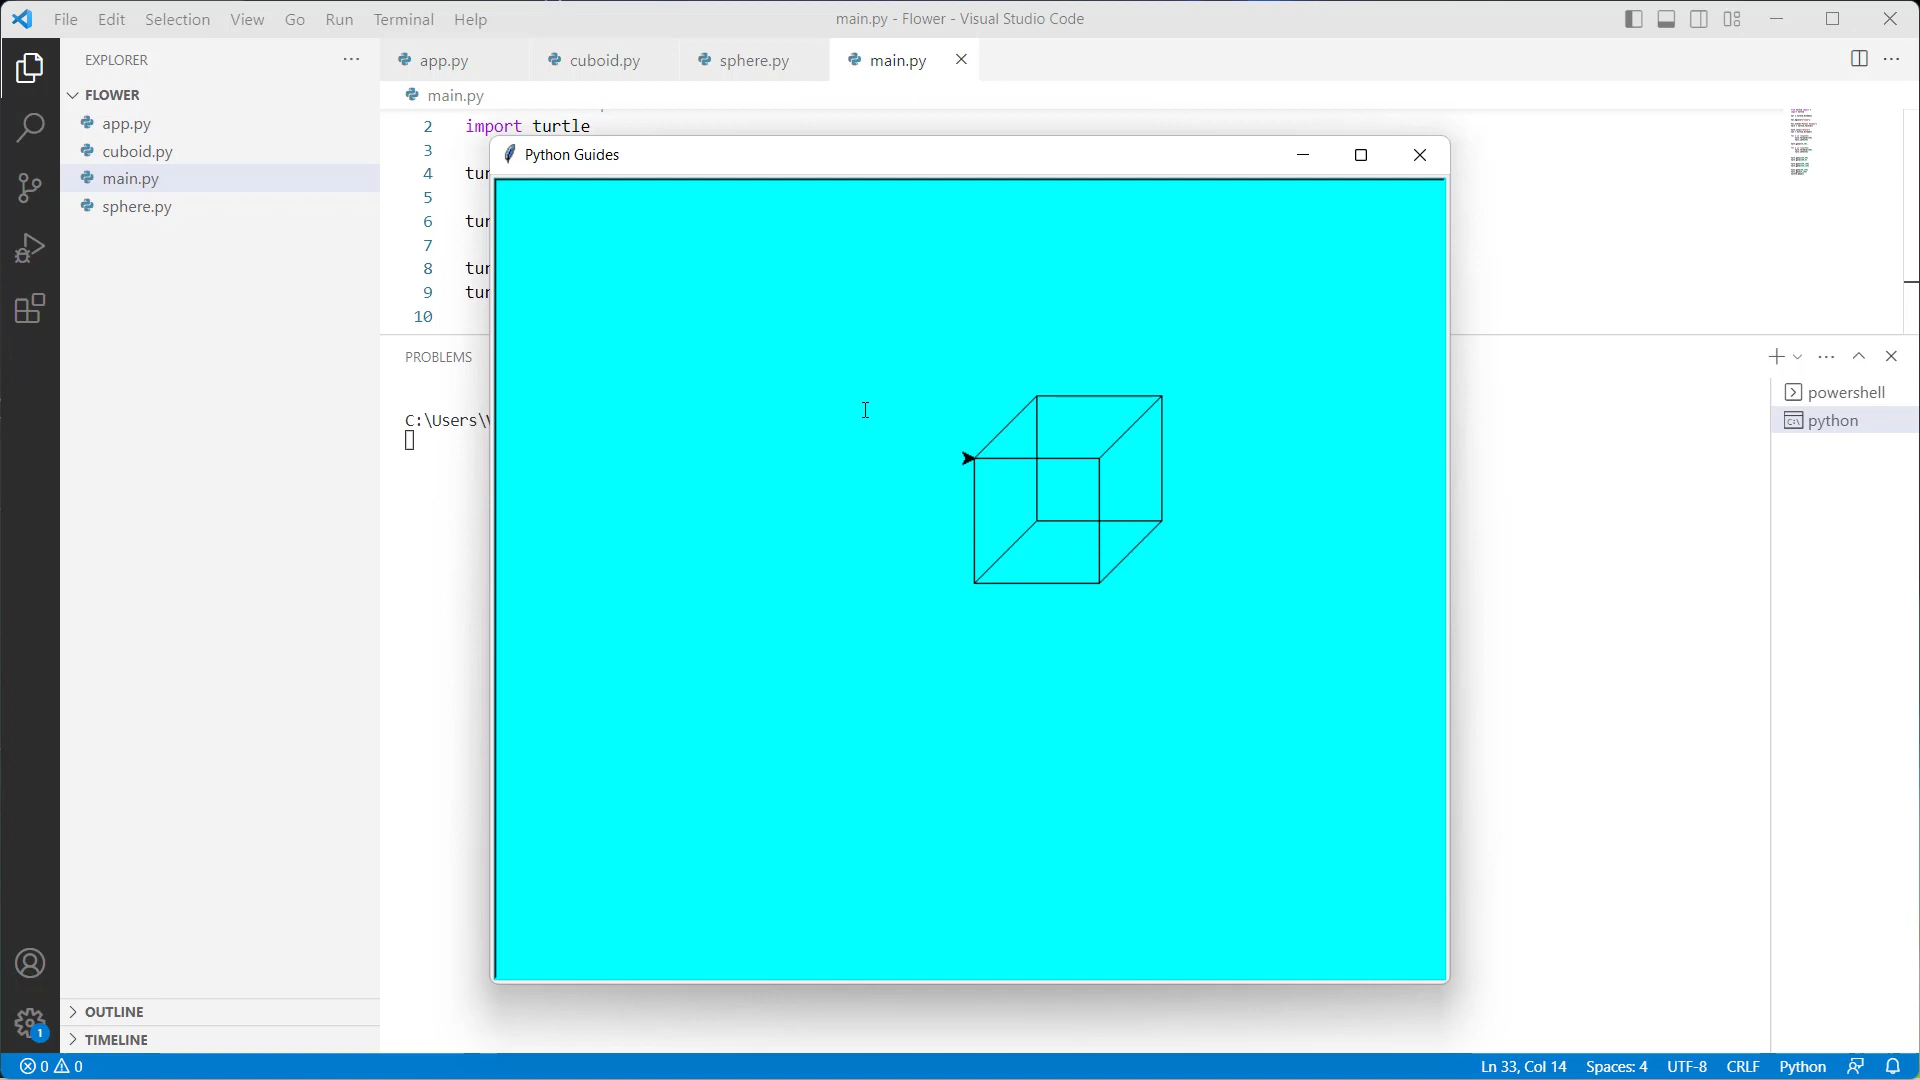 File Edit Selection View Go Run Terminal Help
main.py - Flower - Visual Studio Code
EXPLORER
app.py
cuboid.py
sphere.py
main.py
FLOWER
app.py
cuboid.py
main.py
sphere.py
main.py
2 import turtle
3
4 tur
5
6 tur
7
8 tur
9 tur
10
Python Guides
PROBLEMS
C:\Users\
powershell
python
OUTLINE
TIMELINE
1
0 0
Ln 33, Col 14 Spaces: 4 UTF-8 CRLF Python